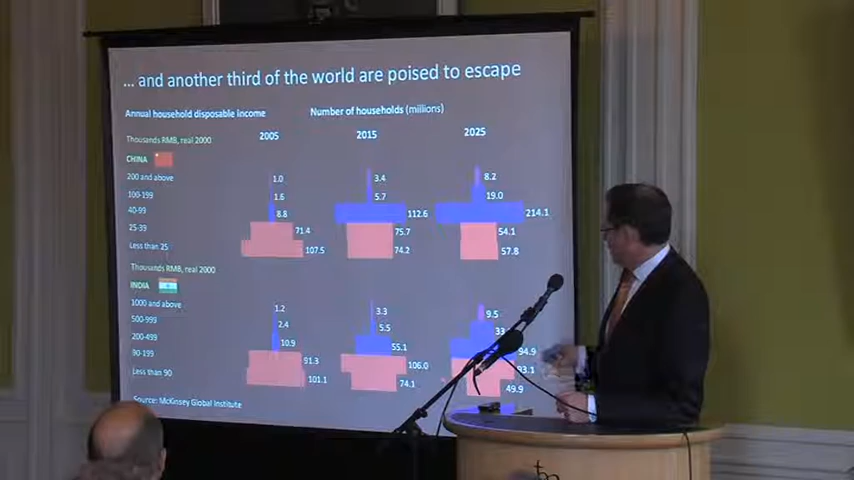 ... and another third of the world are poised to escape
Annual household disposable income Number of households (millions)
Thousands RMB, real 2000 2005 2015 2025
CHINA
200 and above 1.0 3.4 8.2
100-199 1.6 5.7 19.0
40-99 8.8 112.6 214.1
25-39 71.4 75.7 54.1
Less than 25 107.5 74.2 57.8
Thousands RMB, real 2000
INDIA
1000 and above 1.2 3.3 9.5
500-999 2.4 5.5 33
200-499 10.9 55.1 94.9
90-199 91.3 106.0 93.1
Less than 90 101.1 74.1 49.9
Source: McKinsey Global Institute